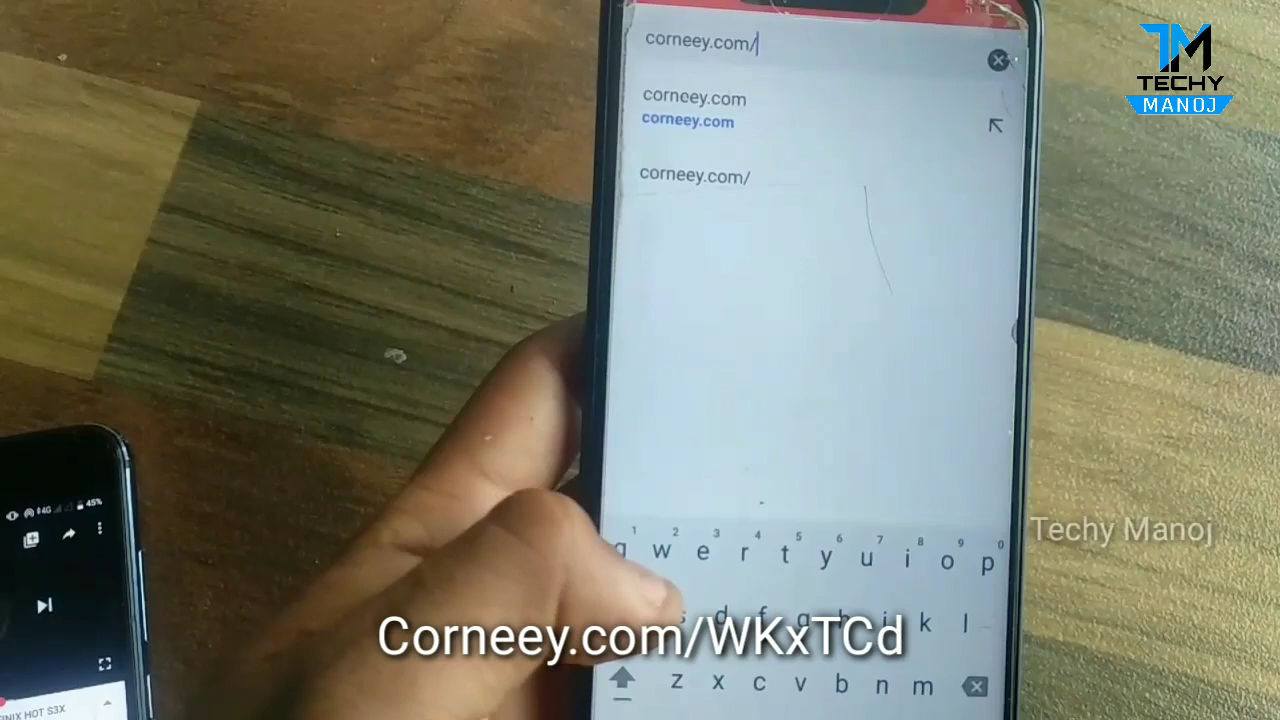 corneey.com/
corneey.com
corneey.com
corneey.com/
TM
TECHY
MANOJ
45%
4G
Techy Manoj
1 2 3 4 5 6 7 8 9 0
q w e r t y u i o p
s d f g h j k l
z x c v b n m
Corneey.com/WKxTCd
HOT S3X